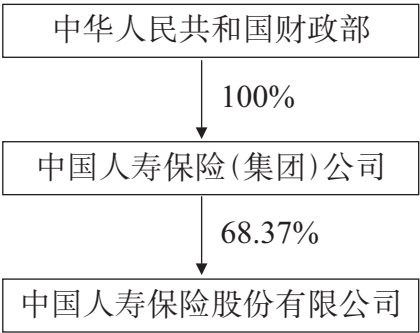 中华人民共和国财政部
100%
中国人寿保险(集团)公司
68.37%
中国人寿保险股份有限公司